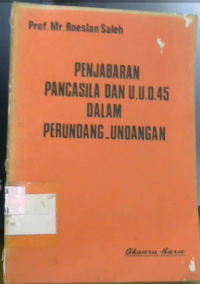 Prof. Mr. Roeslan Saleh
PENJABARAN
PANCASILA DAN U.U.D.45
DALAM
PERUNDANG_UNDANGAN
Aksara Baru